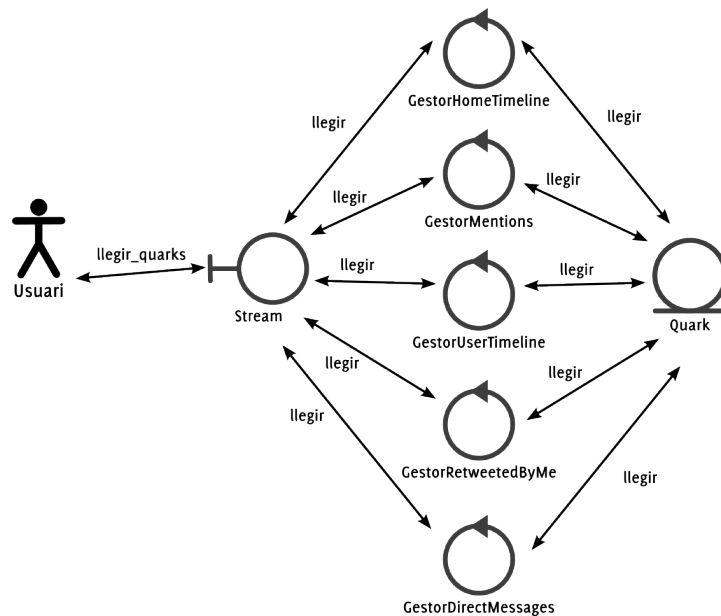 GestorHomeTimeline
llegir
llegir
llegir
llegir
GestorMentions
llegir_quarks
Usuari
llegir
llegir
Stream
Quark
GestorUserTimeline
llegir
llegir
llegir
GestorRetweetedByMe
llegir
GestorDirectMessages